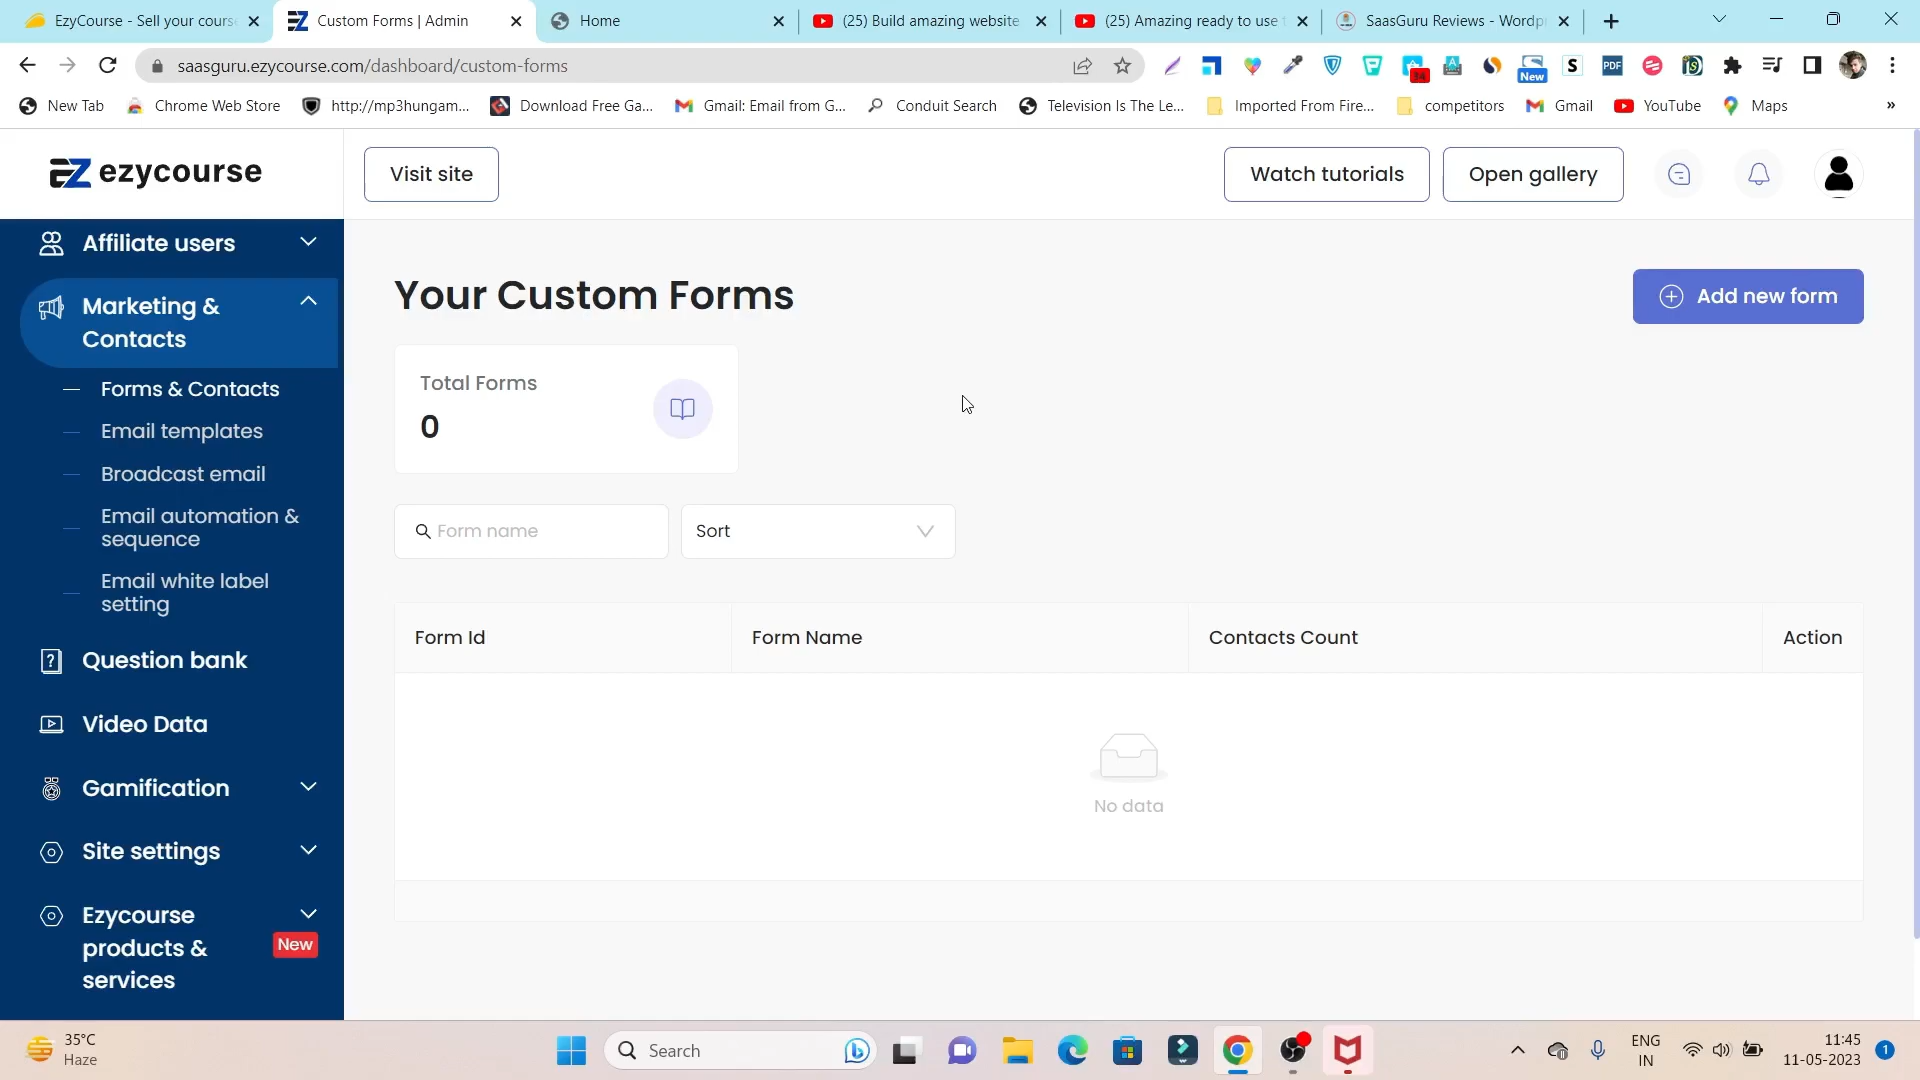 EzyCourse - Sell your cours
Custom Forms | Admin
Home
(25) Build amazing website
(25) Amazing ready to use
SaasGuru Reviews - Wordp
saasguru.ezycourse.com/dashboard/custom-forms
34
New
S
PDF
New Tab
Chrome Web Store
http://mp3hungam...
Download Free Ga...
Gmail: Email from G...
Conduit Search
Television Is The Le...
Imported From Fire...
competitors
Gmail
YouTube
Maps
»
ezycourse
Visit site
Watch tutorials
Open gallery
Affiliate users
Marketing &
Contacts
Forms & Contacts
Email templates
Broadcast email
Email automation &
sequence
Email white label
setting
Question bank
Video Data
Gamification
Site settings
Ezycourse
products &
services
New
Your Custom Forms
Add new form
Total Forms
0
Form name
Sort
Form Id
Form Name
Contacts Count
Action
No data
35°C
Haze
Search
ENG
IN
11:45
11-05-2023
1